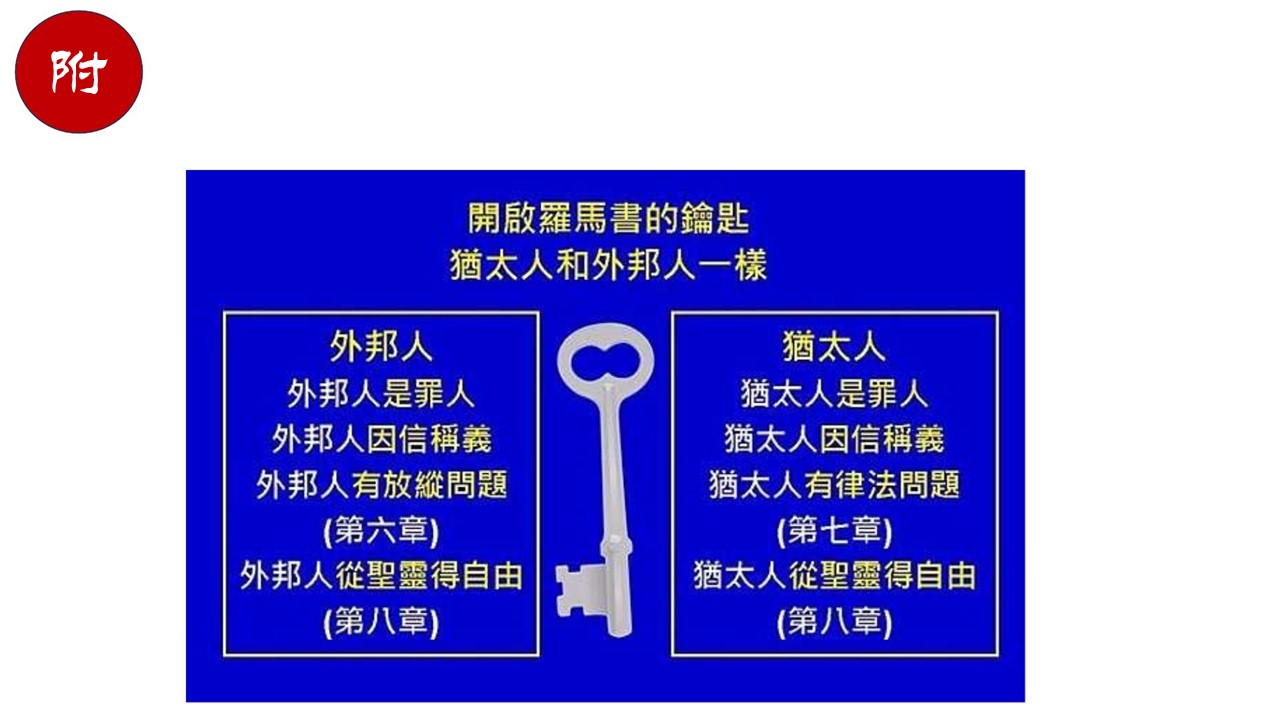 附
開啟羅馬書的鑰匙
猶太人和外邦人一樣
外邦人
外邦人是罪人
外邦人因信稱義
外邦人有放縱問題
(第六章)
外邦人從聖靈得自由
(第八章)
猶太人
猶太人是罪人
猶太人因信稱義
猶太人有律法問題
(第七章)
猶太人從聖靈得自由
(第八章)